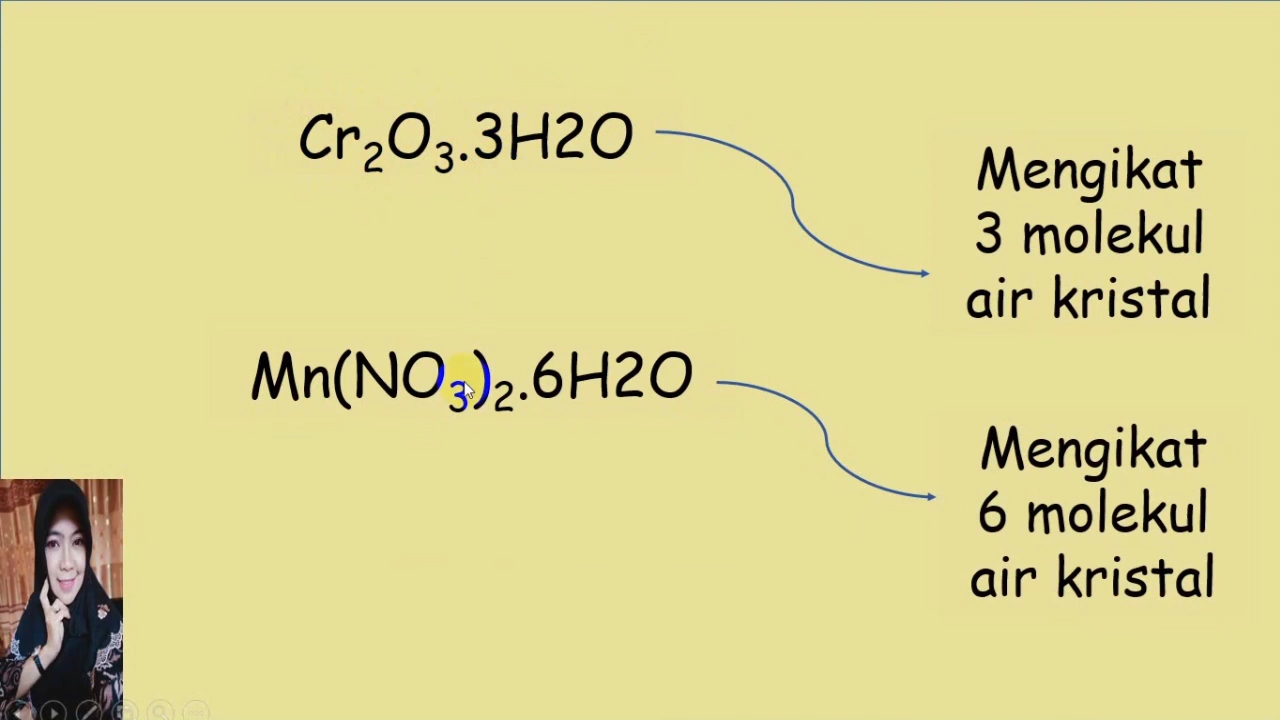 Cr₂O₃.3H2O
Mengikat
3 molekul
air kristal
Mn(NO₃)₂.6H2O
Mengikat
6 molekul
air kristal